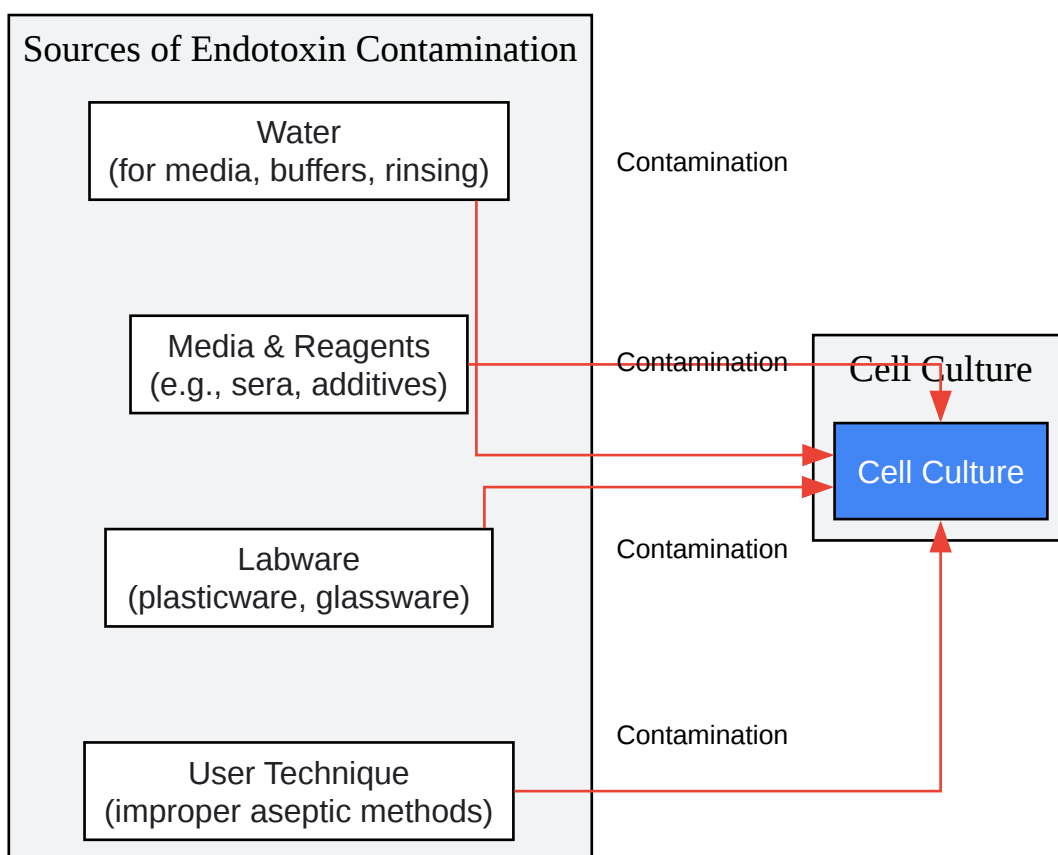 Sources of Endotoxin Contamination
Water
(for media, buffers, rinsing)
Contamination
Media & Reagents
(e.g., sera, additives)
Contamination
Cell Culture
Cell Culture
Labware
(plasticware, glassware)
Contamination
User Technique
(improper aseptic methods)
Contamination